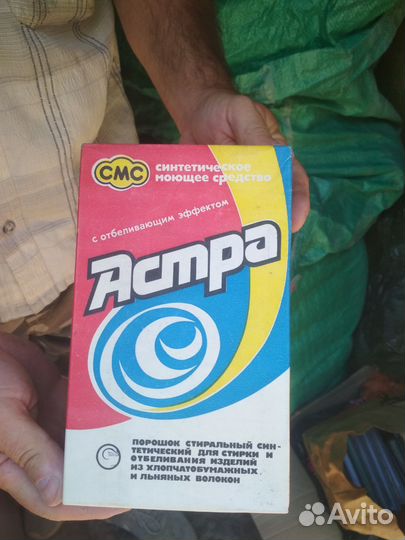 СМС
синтетическое
моющее средство
с отбеливающим эффектом
Астра
ПОРОШОК СТИРАЛЬНЫЙ СИН-
ТЕТИЧЕСКИЙ ДЛЯ СТИРКИ И
ОТБЕЛИВАНИЯ ИЗДЕЛИЙ
ИЗ ХЛОПЧАТОБУМАЖНЫХ
И ЛЬНЯНЫХ ВОЛОКОН
Avito